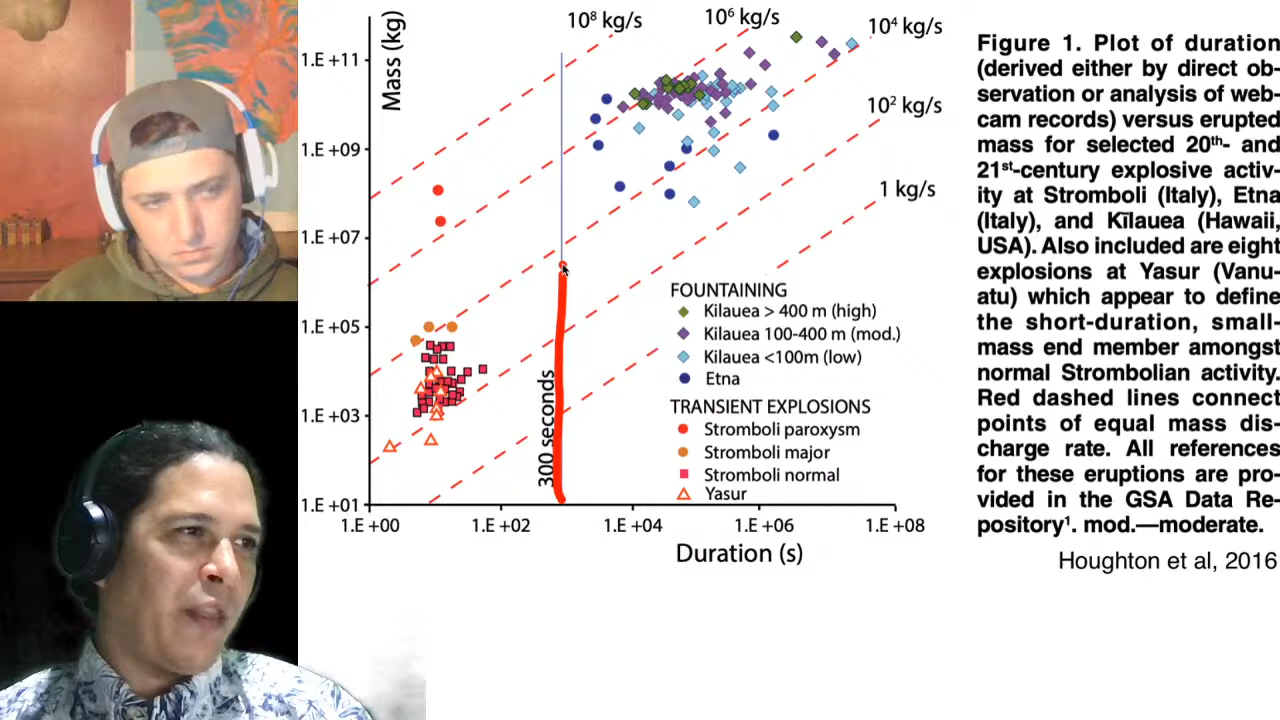 10⁸ kg/s
10⁶ kg/s
10⁴ kg/s
10² kg/s
1 kg/s
Mass (kg)
1.E +11
1.E +09
1.E +07
1.E +05
1.E +03
1.E +01
1.E +00
1.E +02
1.E +04
1.E +06
1.E +08
Duration (s)
300 seconds
FOUNTAINING
Kilauea > 400 m (high)
Kilauea 100-400 m (mod.)
Kilauea <100m (low)
Etna
TRANSIENT EXPLOSIONS
Stromboli paroxysm
Stromboli major
Stromboli normal
Yasur
Figure 1. Plot of duration
(derived either by direct ob-
servation or analysis of web-
cam records) versus erupted
mass for selected 20th- and
21st-century explosive activ-
ity at Stromboli (Italy), Etna
(Italy), and Kīlauea (Hawaii,
USA). Also included are eight
explosions at Yasur (Vanu-
atu) which appear to define
the short-duration, small-
mass end member amongst
normal Strombolian activity.
Red dashed lines connect
points of equal mass dis-
charge rate. All references
for these eruptions are pro-
vided in the GSA Data Re-
pository¹. mod.—moderate.
Houghton et al, 2016